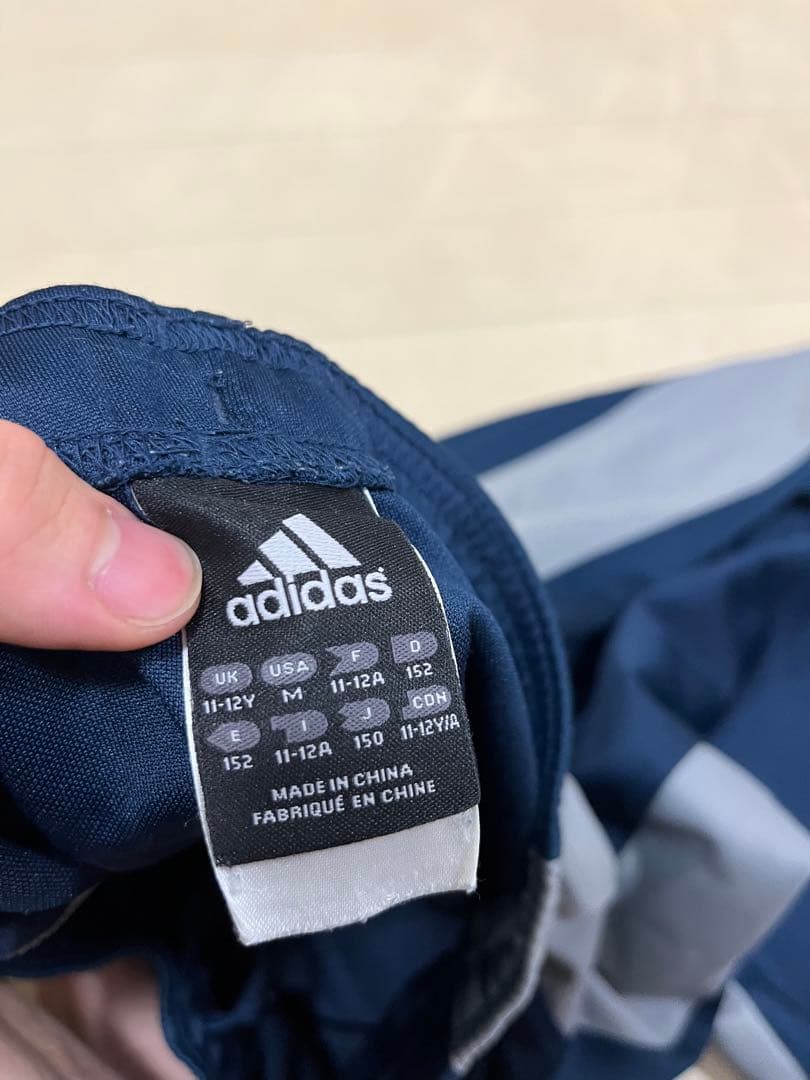 adidas
UK USA F D
11-12Y M 11-12A 152
E I J CDN
152 11-12A 150 11-12Y/A
MADE IN CHINA
FABRIQUÉ EN CHINE